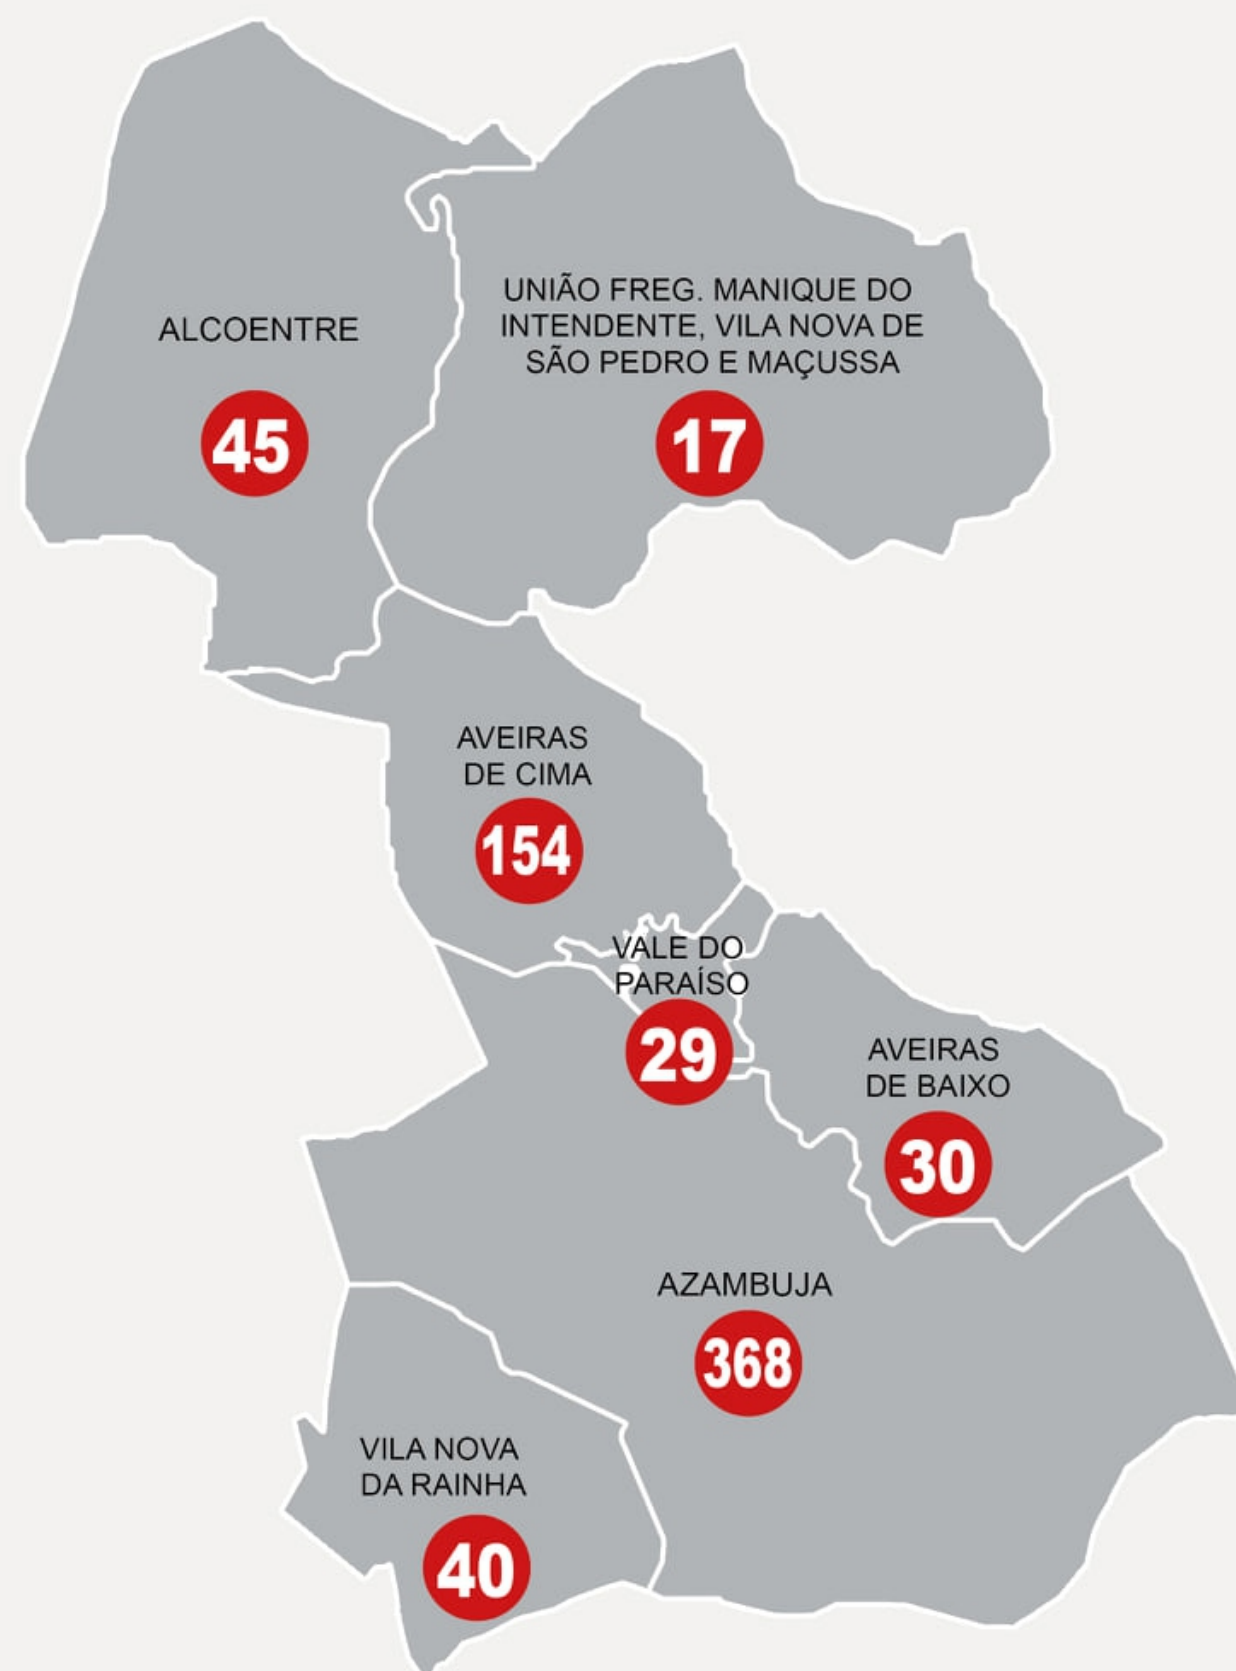 ALCOENTRE
45
UNIÃO FREG. MANIQUE DO
INTENDENTE, VILA NOVA DE
SÃO PEDRO E MAÇUSSA
17
AVEIRAS
DE CIMA
154
VALE DO
PARAÍSO
29
AVEIRAS
DE BAIXO
30
AZAMBUJA
368
VILA NOVA
DA RAINHA
40